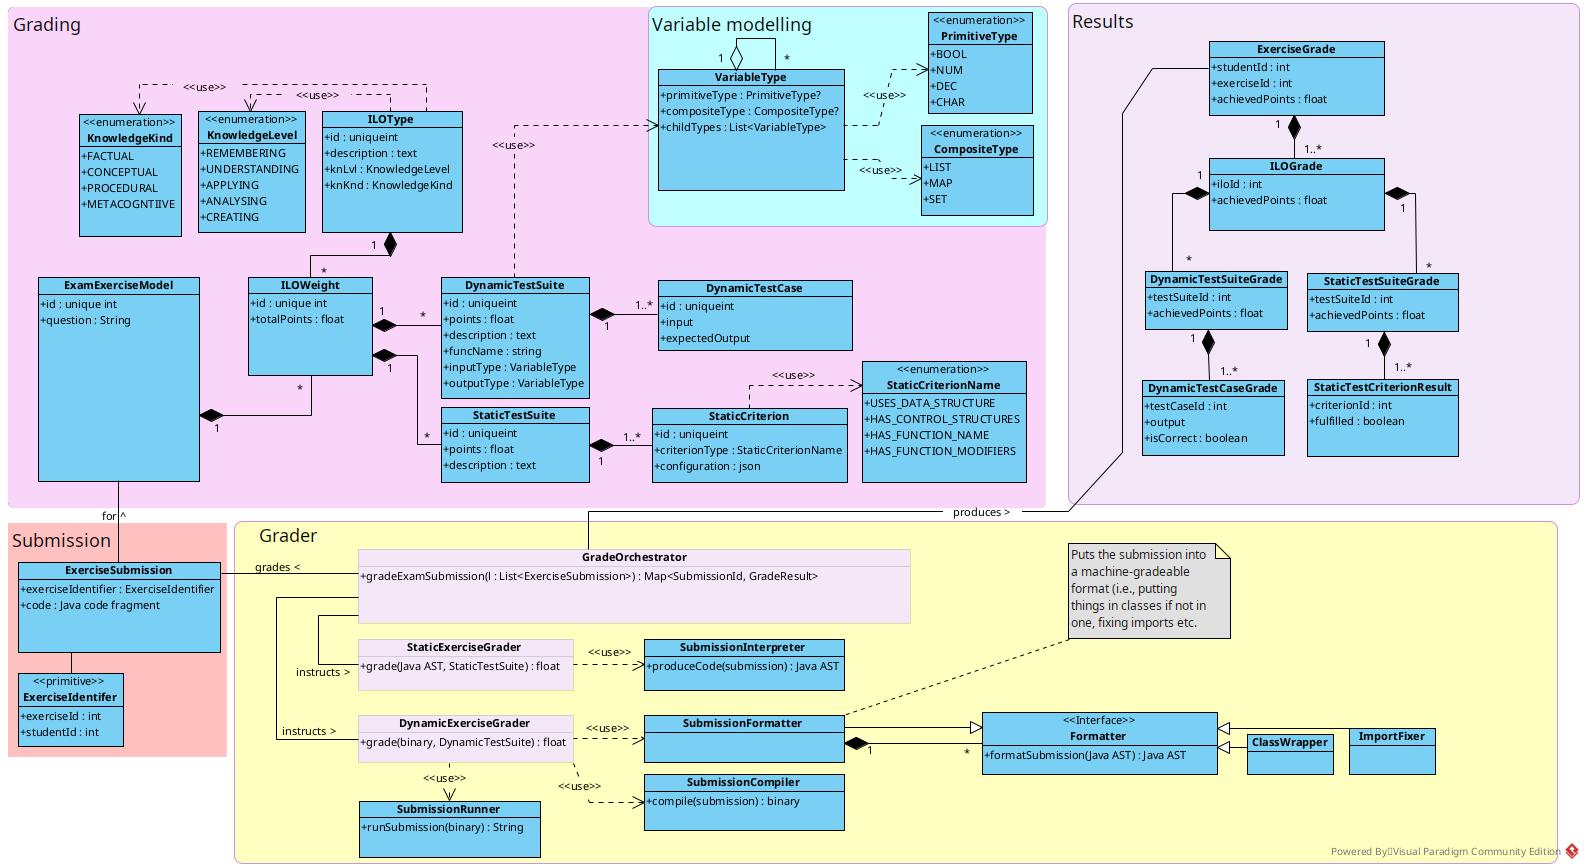 Grading
<<enumeration>>
KnowledgeKind
+FACTUAL
+CONCEPTUAL
+PROCEDURAL
+METACOGNTIIVE
<<use>>
<<enumeration>>
KnowledgeLevel
+REMEMBERING
+UNDERSTANDING
+APPLYING
+ANALYSING
+CREATING
<<use>>
ILOType
+id : uniqueint
+description : text
+knLvl : KnowledgeLevel
+knKnd : KnowledgeKind
1
*
ExamExerciseModel
+id : unique int
+question : String
1
*
ILOWeight
+id : unique int
+totalPoints : float
1
*
1
*
DynamicTestSuite
+id : uniqueint
+points : float
+description : text
+funcName : string
+inputType : VariableType
+outputType : VariableType
<<use>>
1
1..*
DynamicTestCase
+id : uniqueint
+input
+expectedOutput
StaticTestSuite
+id : uniqueint
+points : float
+description : text
1
1..*
StaticCriterion
+id : uniqueint
+criterionType : StaticCriterionName
+configuration : json
<<use>>
<<enumeration>>
StaticCriterionName
+USES_DATA_STRUCTURE
+HAS_CONTROL_STRUCTURES
+HAS_FUNCTION_NAME
+HAS_FUNCTION_MODIFIERS
Variable modelling
1
*
VariableType
+primitiveType : PrimitiveType?
+compositeType : CompositeType?
+childTypes : List<VariableType>
<<use>>
<<enumeration>>
PrimitiveType
+BOOL
+NUM
+DEC
+CHAR
<<use>>
<<enumeration>>
CompositeType
+LIST
+MAP
+SET
Results
ExerciseGrade
+studentId : int
+exerciseId : int
+achievedPoints : float
1
1..*
ILOGrade
+iloId : int
+achievedPoints : float
1
*
1
*
DynamicTestSuiteGrade
+testSuiteId : int
+achievedPoints : float
1
1..*
DynamicTestCaseGrade
+testCaseId : int
+output
+isCorrect : boolean
StaticTestSuiteGrade
+testSuiteId : int
+achievedPoints : float
1
1..*
StaticTestCriterionResult
+criterionId : int
+fulfilled : boolean
for ^
produces >
Submission
ExerciseSubmission
+exerciseIdentifier : ExerciseIdentifier
+code : Java code fragment
<<primitive>>
ExerciseIdentifer
+exerciseId : int
+studentId : int
Grader
grades <
GradeOrchestrator
+gradeExamSubmission(l : List<ExerciseSubmission>) : Map<SubmissionId, GradeResult>
instructs >
StaticExerciseGrader
+grade(Java AST, StaticTestSuite) : float
<<use>>
SubmissionInterpreter
+produceCode(submission) : Java AST
instructs >
DynamicExerciseGrader
+grade(binary, DynamicTestSuite) : float
<<use>>
SubmissionFormatter
1
*
<<Interface>>
Formatter
+formatSubmission(Java AST) : Java AST
ClassWrapper
ImportFixer
<<use>>
SubmissionRunner
+runSubmission(binary) : String
<<use>>
SubmissionCompiler
+compile(submission) : binary
Puts the submission into
a machine-gradeable
format (i.e., putting
things in classes if not in
one, fixing imports etc.
Powered By Visual Paradigm Community Edition